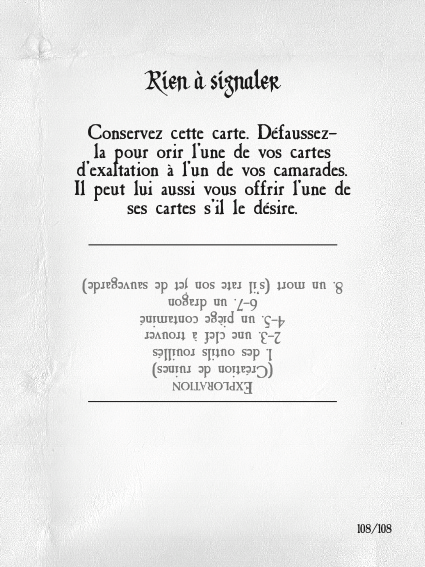 Rien à signaler
Conservez cette carte. Défaussez-
la pour orir l'une de vos cartes
d'exaltation à l'un de vos camarades.
Il peut lui aussi vous offrir l'une de
ses cartes s'il le désire.
Exploration
(Création de ruines)
1. des outils rouillés
2-3. une clef à trouver
4-5. un piège contaminé
6-7. un dragon
8. un mort (s'il rate son jet de sauvegarde)
108/108